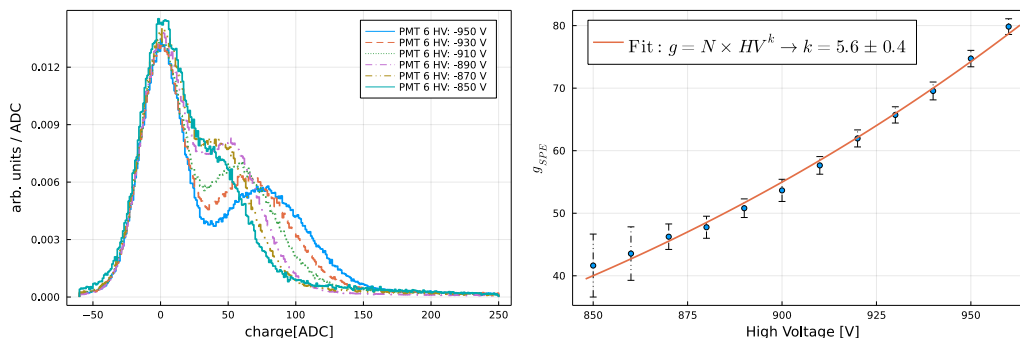 PMT 6 HV: -950 V
PMT 6 HV: -930 V
PMT 6 HV: -910 V
PMT 6 HV: -890 V
PMT 6 HV: -870 V
PMT 6 HV: -850 V
arb. units / ADC
0.012
0.009
0.006
0.003
0.000
−50
0
50
100
150
200
250
charge[ADC]
Fit : g = N × HV^k → k = 5.6 ± 0.4
g_SPE
80
70
60
50
40
850
875
900
925
950
High Voltage [V]